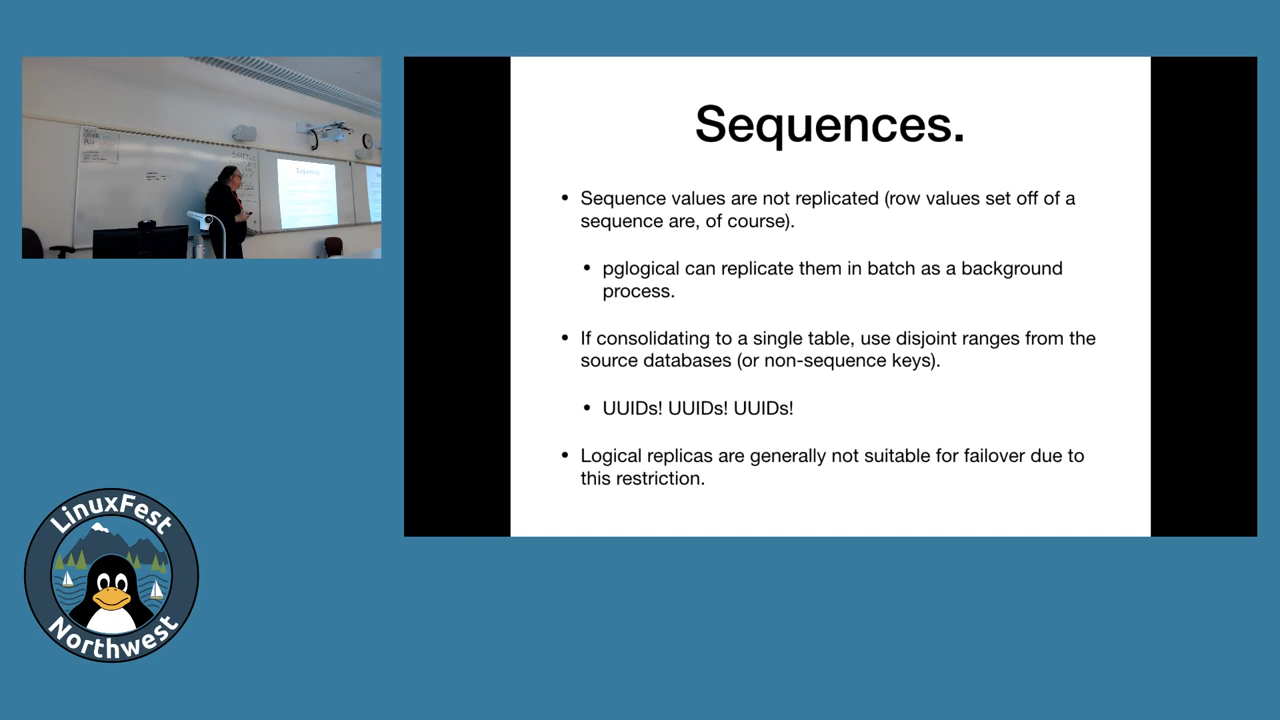 Sequences.
• Sequence values are not replicated (row values set off of a
sequence are, of course).
• pglogical can replicate them in batch as a background
process.
• If consolidating to a single table, use disjoint ranges from the
source databases (or non-sequence keys).
• UUIDs! UUIDs! UUIDs!
• Logical replicas are generally not suitable for failover due to
this restriction.
LinuxFest
Northwest